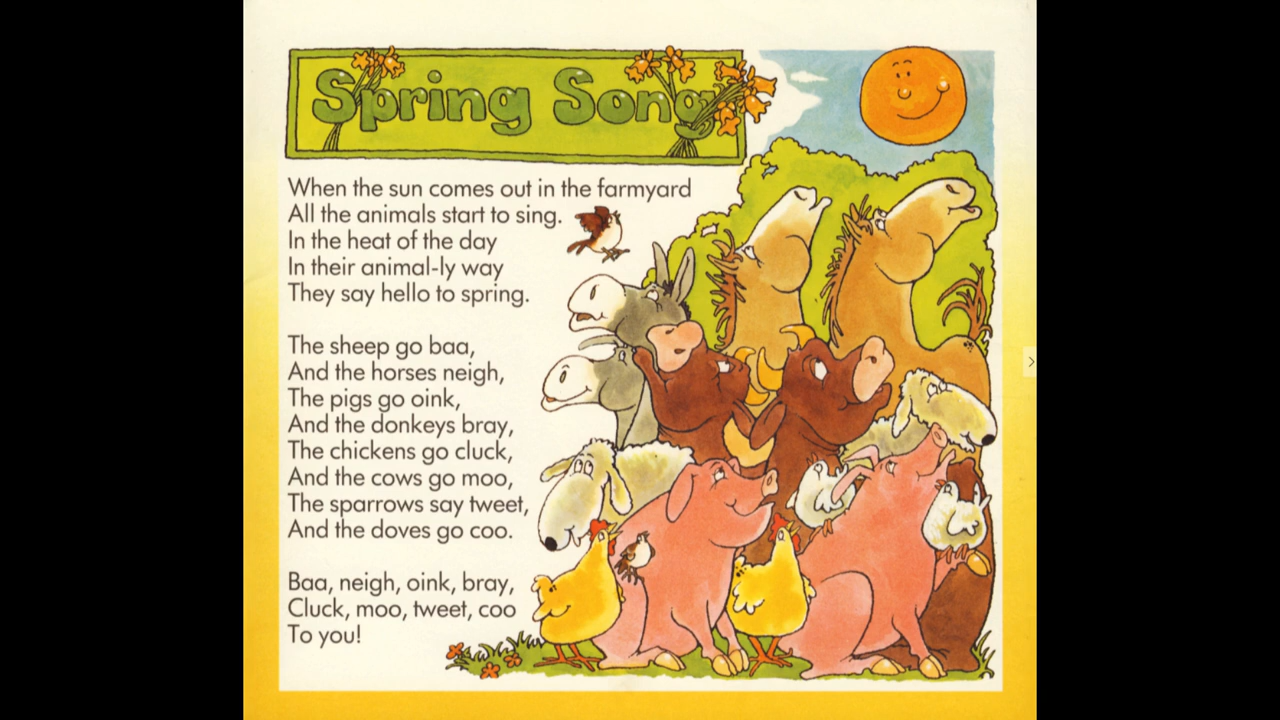 Spring Song
When the sun comes out in the farmyard
All the animals start to sing.
In the heat of the day
In their animal-ly way
They say hello to spring.
The sheep go baa,
And the horses neigh,
The pigs go oink,
And the donkeys bray,
The chickens go cluck,
And the cows go moo,
The sparrows say tweet,
And the doves go coo.
Baa, neigh, oink, bray,
Cluck, moo, tweet, coo
To you!